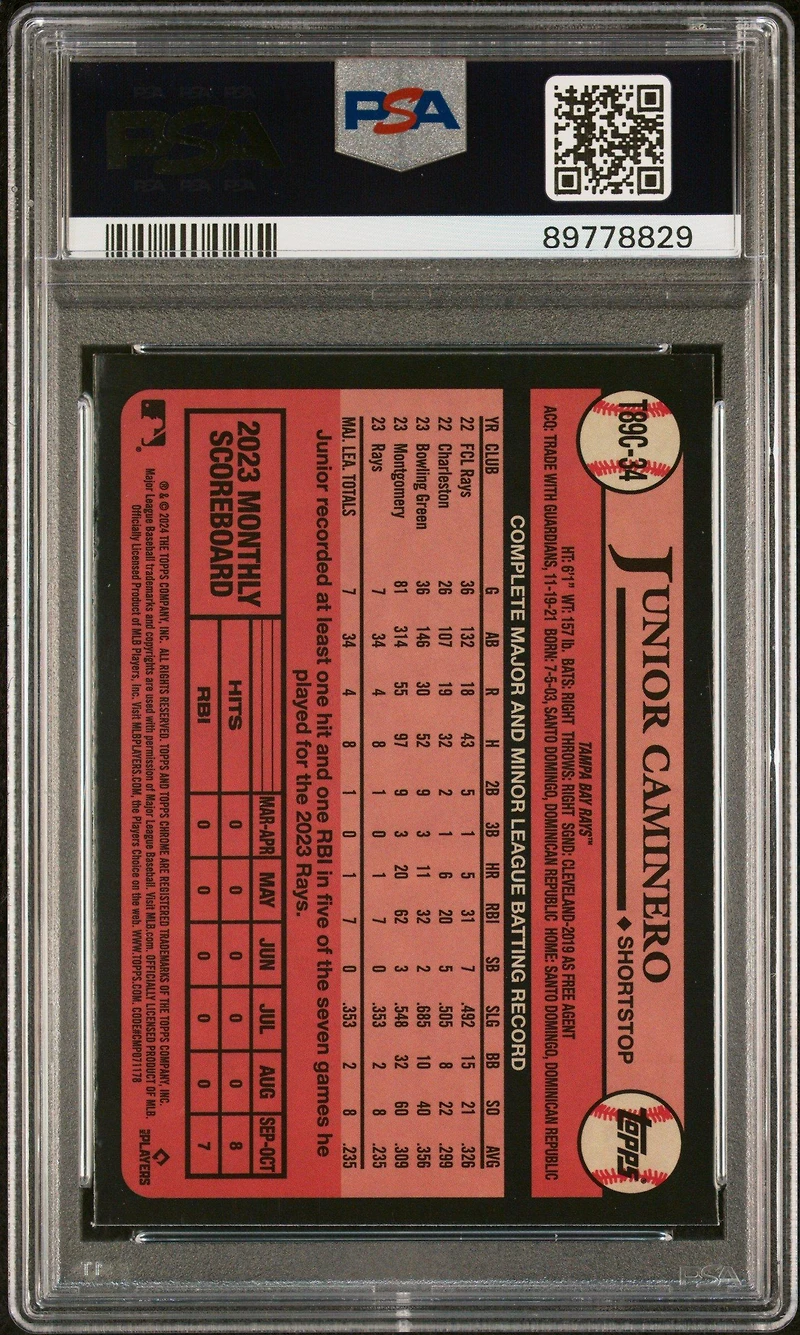 PSA PSA PSA
PSA
PSA PSA PSA
PSA
89778829
T89C-34
JUNIOR CAMINERO
◆ SHORTSTOP
topps®
TAMPA BAY RAYS™
HT: 6'1" WT: 157 lb. BATS: RIGHT THROWS: RIGHT SGND: CLEVELAND-2019 AS FREE AGENT
ACQ: TRADE WITH GUARDIANS, 11-19-21 BORN: 7-5-03, SANTO DOMINGO, DOMINICAN REPUBLIC HOME: SANTO DOMINGO, DOMINICAN REPUBLIC
COMPLETE MAJOR AND MINOR LEAGUE BATTING RECORD
YR CLUB G AB R H 2B 3B HR RBI SB SLG BB SO AVG
22 FCL Rays 36 132 18 43 5 1 5 31 7 .492 15 21 .326
22 Charleston 26 107 19 32 2 1 6 20 5 .505 8 22 .299
23 Bowling Green 36 146 30 52 9 3 11 32 2 .685 10 40 .356
23 Montgomery 81 314 55 97 9 3 20 62 3 .548 32 60 .309
23 Rays 7 34 4 8 1 0 1 7 0 .353 2 8 .235
MAJ. LEA. TOTALS 7 34 4 8 1 0 1 7 0 .353 2 8 .235
Junior recorded at least one hit and one RBI in five of the seven games he
played for the 2023 Rays.
2023 MONTHLY
SCOREBOARD
MAR-APR MAY JUN JUL AUG SEP-OCT
HITS 0 0 0 0 0 8
RBI 0 0 0 0 0 7
® & © 2024 THE TOPPS COMPANY, INC. ALL RIGHTS RESERVED. TOPPS AND TOPPS CHROME ARE REGISTERED TRADEMARKS OF THE TOPPS COMPANY, INC.
Major League Baseball trademarks and copyrights are used with permission of Major League Baseball. Visit MLB.com. OFFICIALLY LICENSED PRODUCT OF MLB
Officially Licensed Product of MLB Players, Inc. Visit MLBPLAYERS.COM, the Players Choice on the web. WWW.TOPPS.COM. CODE#CMP071178
PLAYERS
PSA